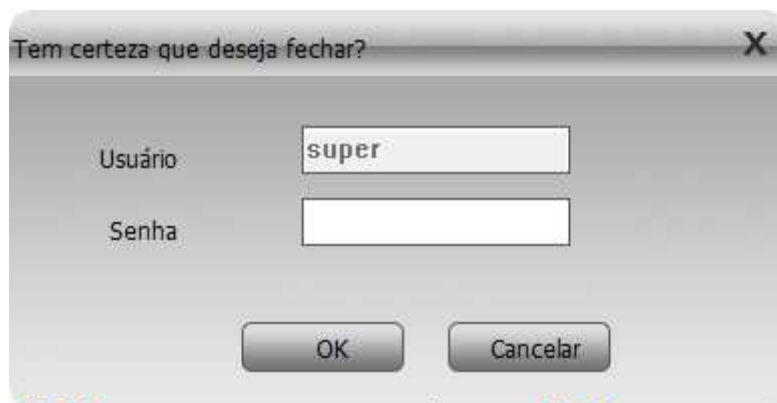 Tem certeza que deseja fechar? X
Usuário super
Senha
OK Cancelar